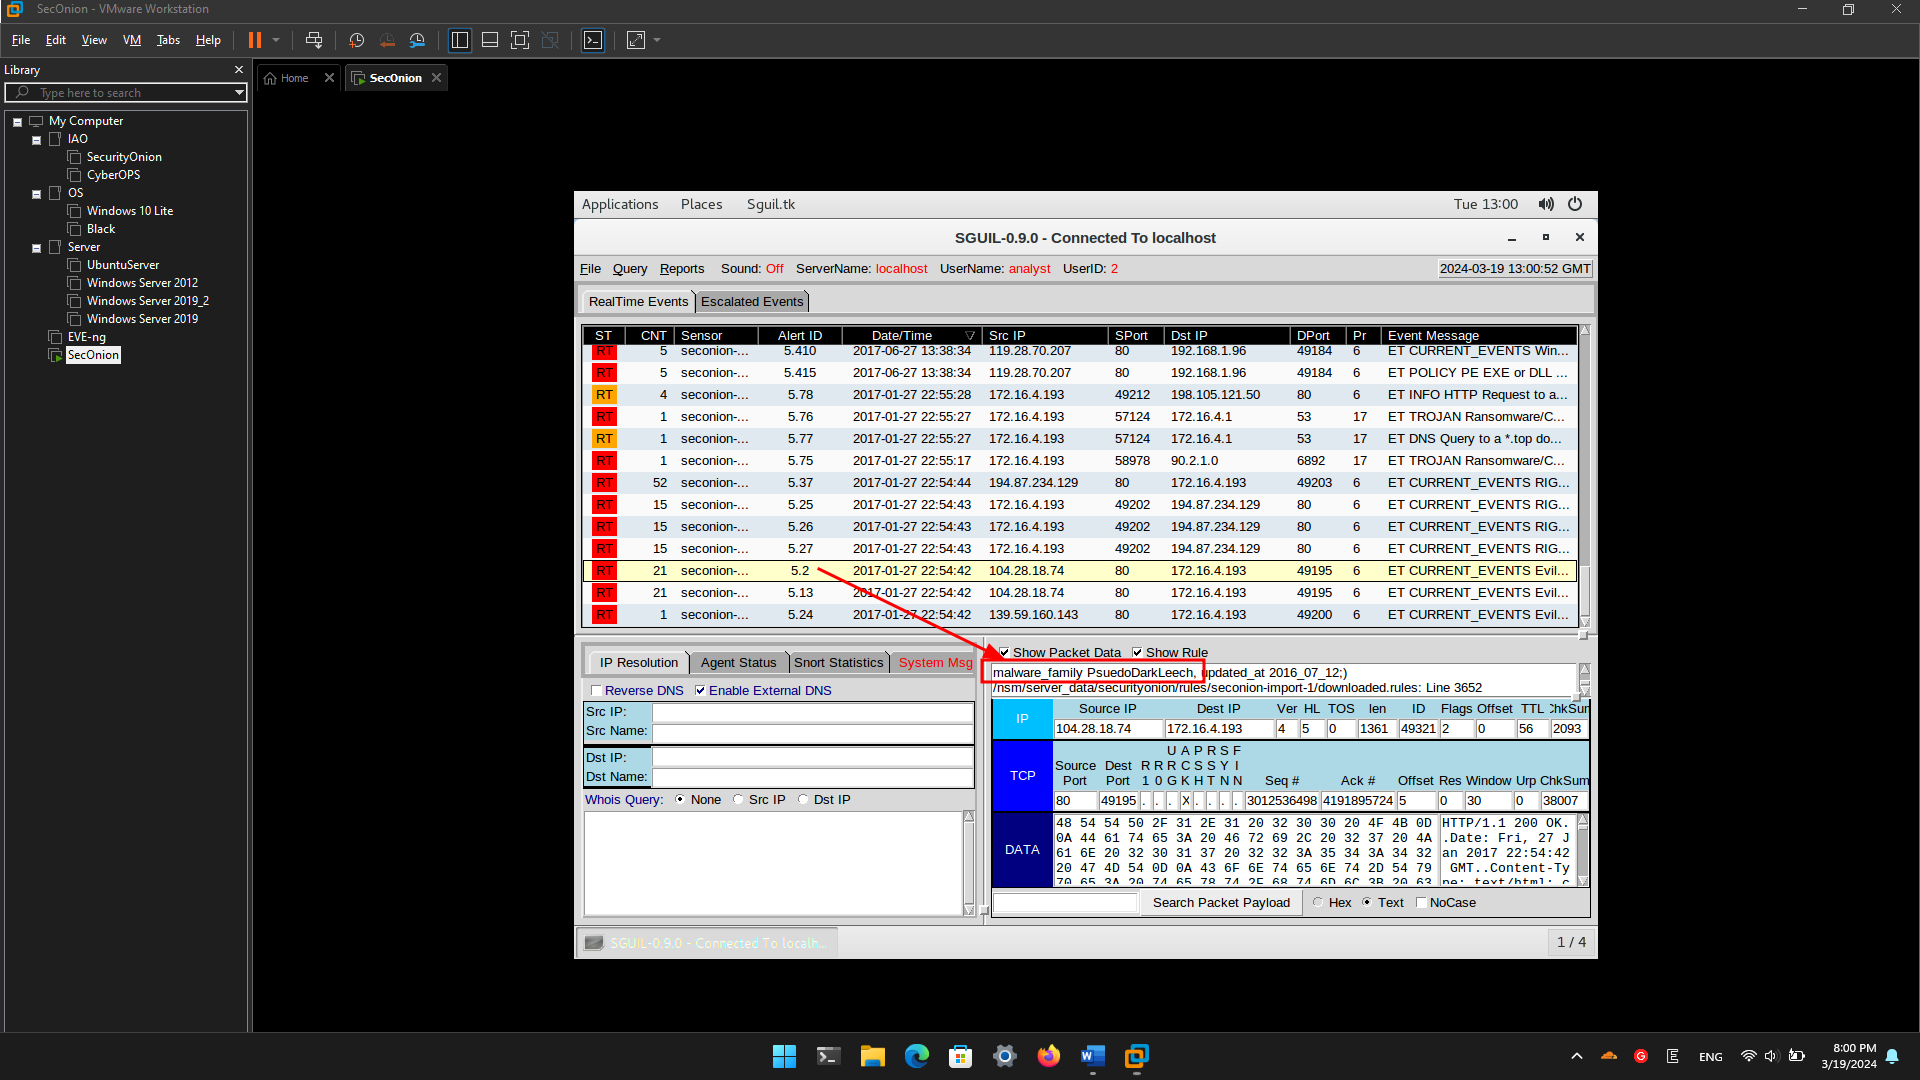 SecOnion - VMware Workstation
File Edit View VM Tabs Help
Library
Type here to search
Home
SecOnion
My Computer
IAO
SecurityOnion
CyberOPS
OS
Windows 10 Lite
Black
Server
UbuntuServer
Windows Server 2012
Windows Server 2019_2
Windows Server 2019
EVE-ng
SecOnion
Applications Places Sguil.tk Tue 13:00
SGUIL-0.9.0 - Connected To localhost
File Query Reports Sound: Off ServerName: localhost UserName: analyst UserID: 2 2024-03-19 13:00:52 GMT
RealTime Events Escalated Events
ST CNT Sensor Alert ID Date/Time Src IP SPort Dst IP DPort Pr Event Message
RT 5 seconion-... 5.410 2017-06-27 13:38:34 119.28.70.207 80 192.168.1.96 49184 6 ET CURRENT_EVENTS Win...
RT 5 seconion-... 5.415 2017-06-27 13:38:34 119.28.70.207 80 192.168.1.96 49184 6 ET POLICY PE EXE or DLL ...
RT 4 seconion-... 5.78 2017-01-27 22:55:28 172.16.4.193 49212 198.105.121.50 80 6 ET INFO HTTP Request to a...
RT 1 seconion-... 5.76 2017-01-27 22:55:27 172.16.4.193 57124 172.16.4.1 53 17 ET TROJAN Ransomware/C...
RT 1 seconion-... 5.77 2017-01-27 22:55:27 172.16.4.193 57124 172.16.4.1 53 17 ET DNS Query to a *.top do...
RT 1 seconion-... 5.75 2017-01-27 22:55:17 172.16.4.193 58978 90.2.1.0 6892 17 ET TROJAN Ransomware/C...
RT 52 seconion-... 5.37 2017-01-27 22:54:44 194.87.234.129 80 172.16.4.193 49203 6 ET CURRENT_EVENTS RIG...
RT 15 seconion-... 5.25 2017-01-27 22:54:43 172.16.4.193 49202 194.87.234.129 80 6 ET CURRENT_EVENTS RIG...
RT 15 seconion-... 5.26 2017-01-27 22:54:43 172.16.4.193 49202 194.87.234.129 80 6 ET CURRENT_EVENTS RIG...
RT 15 seconion-... 5.27 2017-01-27 22:54:43 172.16.4.193 49202 194.87.234.129 80 6 ET CURRENT_EVENTS RIG...
RT 21 seconion-... 5.2 2017-01-27 22:54:42 104.28.18.74 80 172.16.4.193 49195 6 ET CURRENT_EVENTS Evil...
RT 21 seconion-... 5.13 2017-01-27 22:54:42 104.28.18.74 80 172.16.4.193 49195 6 ET CURRENT_EVENTS Evil...
RT 1 seconion-... 5.24 2017-01-27 22:54:42 139.59.160.143 80 172.16.4.193 49200 6 ET CURRENT_EVENTS Evil...
IP Resolution Agent Status Snort Statistics System Msg
Reverse DNS Enable External DNS
Src IP:
Src Name:
Dst IP:
Dst Name:
Whois Query: None Src IP Dst IP
Show Packet Data Show Rule
malware_family PsuedoDarkLeech, updated_at 2016_07_12;)
/nsm/server_data/securityonion/rules/seconion-import-1/downloaded.rules: Line 3652
IP
Source IP Dest IP Ver HL TOS len ID Flags Offset TTL ChkSum
104.28.18.74 172.16.4.193 4 5 0 1361 49321 2 0 56 2093
TCP
U A P R S F
Source Dest R R R C S S Y I
Port Port 1 0 G K H T N N Seq # Ack # Offset Res Window Urp ChkSum
80 49195 . . . X . . . . 3012536498 4191895724 5 0 30 0 38007
DATA
48 54 54 50 2F 31 2E 31 20 32 30 30 20 4F 4B 0D HTTP/1.1 200 OK.
0A 44 61 74 65 3A 20 46 72 69 2C 20 32 37 20 4A .Date: Fri, 27 J
61 6E 20 32 30 31 37 20 32 32 3A 35 34 3A 34 32 an 2017 22:54:42
20 47 4D 54 0D 0A 43 6F 6E 74 65 6E 74 2D 54 79 GMT..Content-Ty
70 65 3A 20 74 65 78 74 2F 68 74 6D 6C 3B 20 63 pe: text/html; c
Search Packet Payload Hex Text NoCase
SGUIL-0.9.0 - Connected To localh...
1 / 4
ENG
8:00 PM
3/19/2024